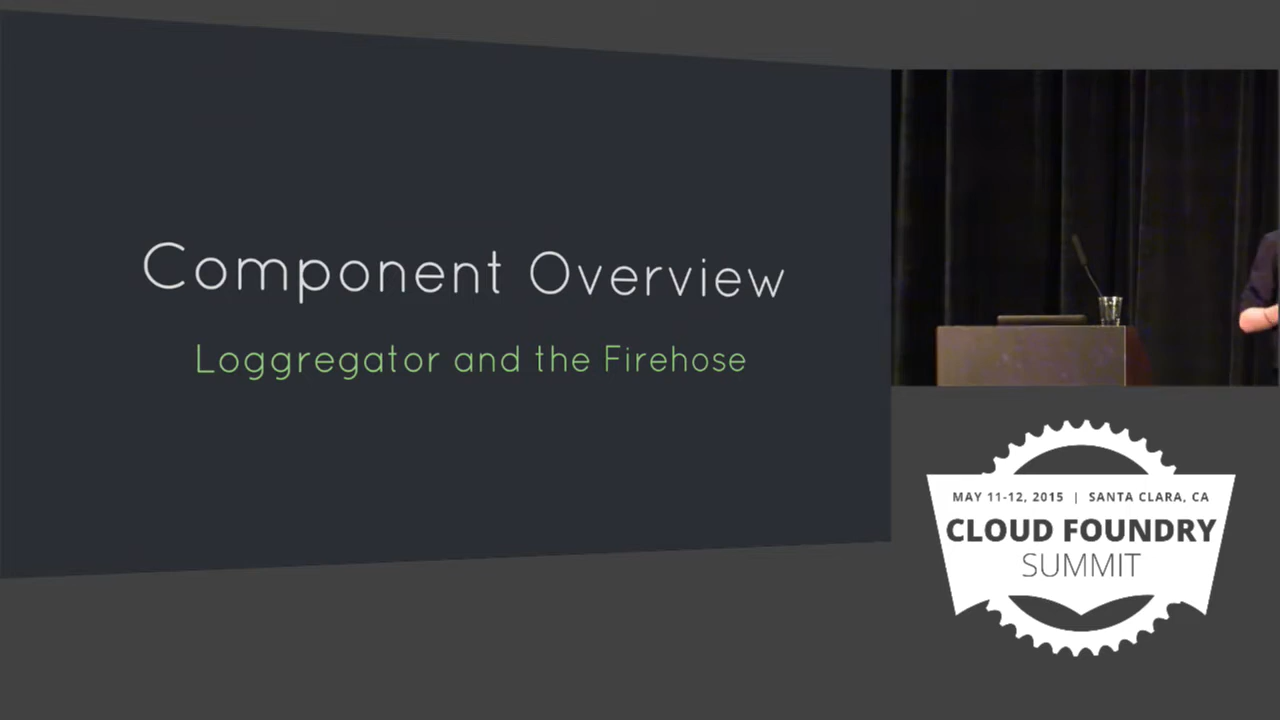 Component Overview
Loggregator and the Firehose
MAY 11-12, 2015 | SANTA CLARA, CA
CLOUD FOUNDRY
SUMMIT